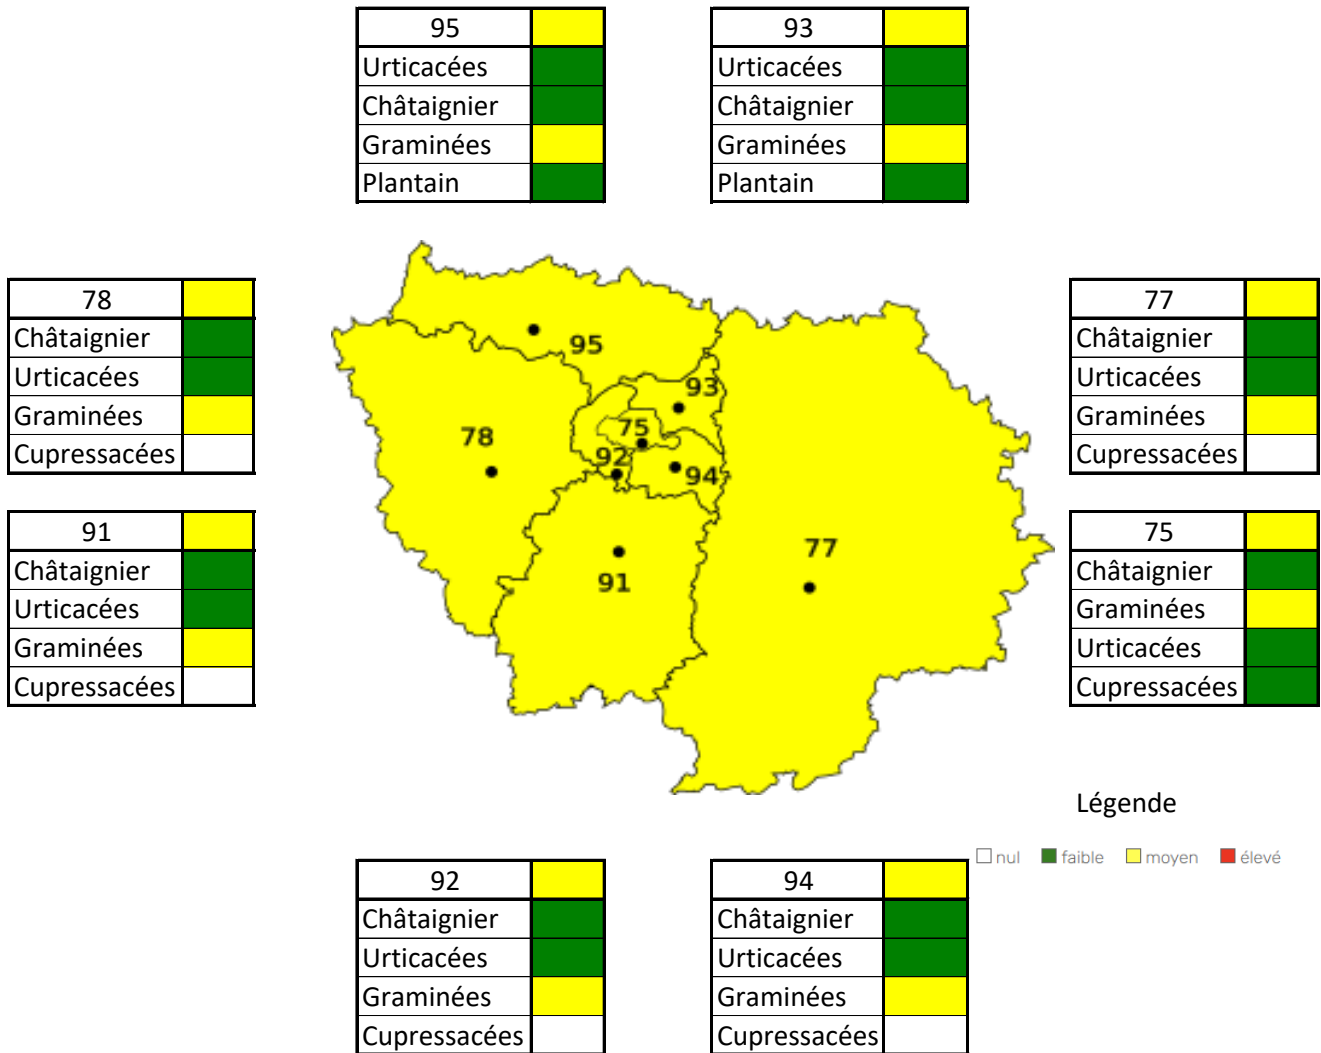 95
Urticacées
Châtaignier
Graminées
Plantain
93
Urticacées
Châtaignier
Graminées
Plantain
78
Châtaignier
Urticacées
Graminées
Cupressacées
91
Châtaignier
Urticacées
Graminées
Cupressacées
95
93
75
78
92
94
77
91
77
Châtaignier
Urticacées
Graminées
Cupressacées
75
Châtaignier
Graminées
Urticacées
Cupressacées
Légende
nul faible moyen élevé
92
Châtaignier
Urticacées
Graminées
Cupressacées
94
Châtaignier
Urticacées
Graminées
Cupressacées